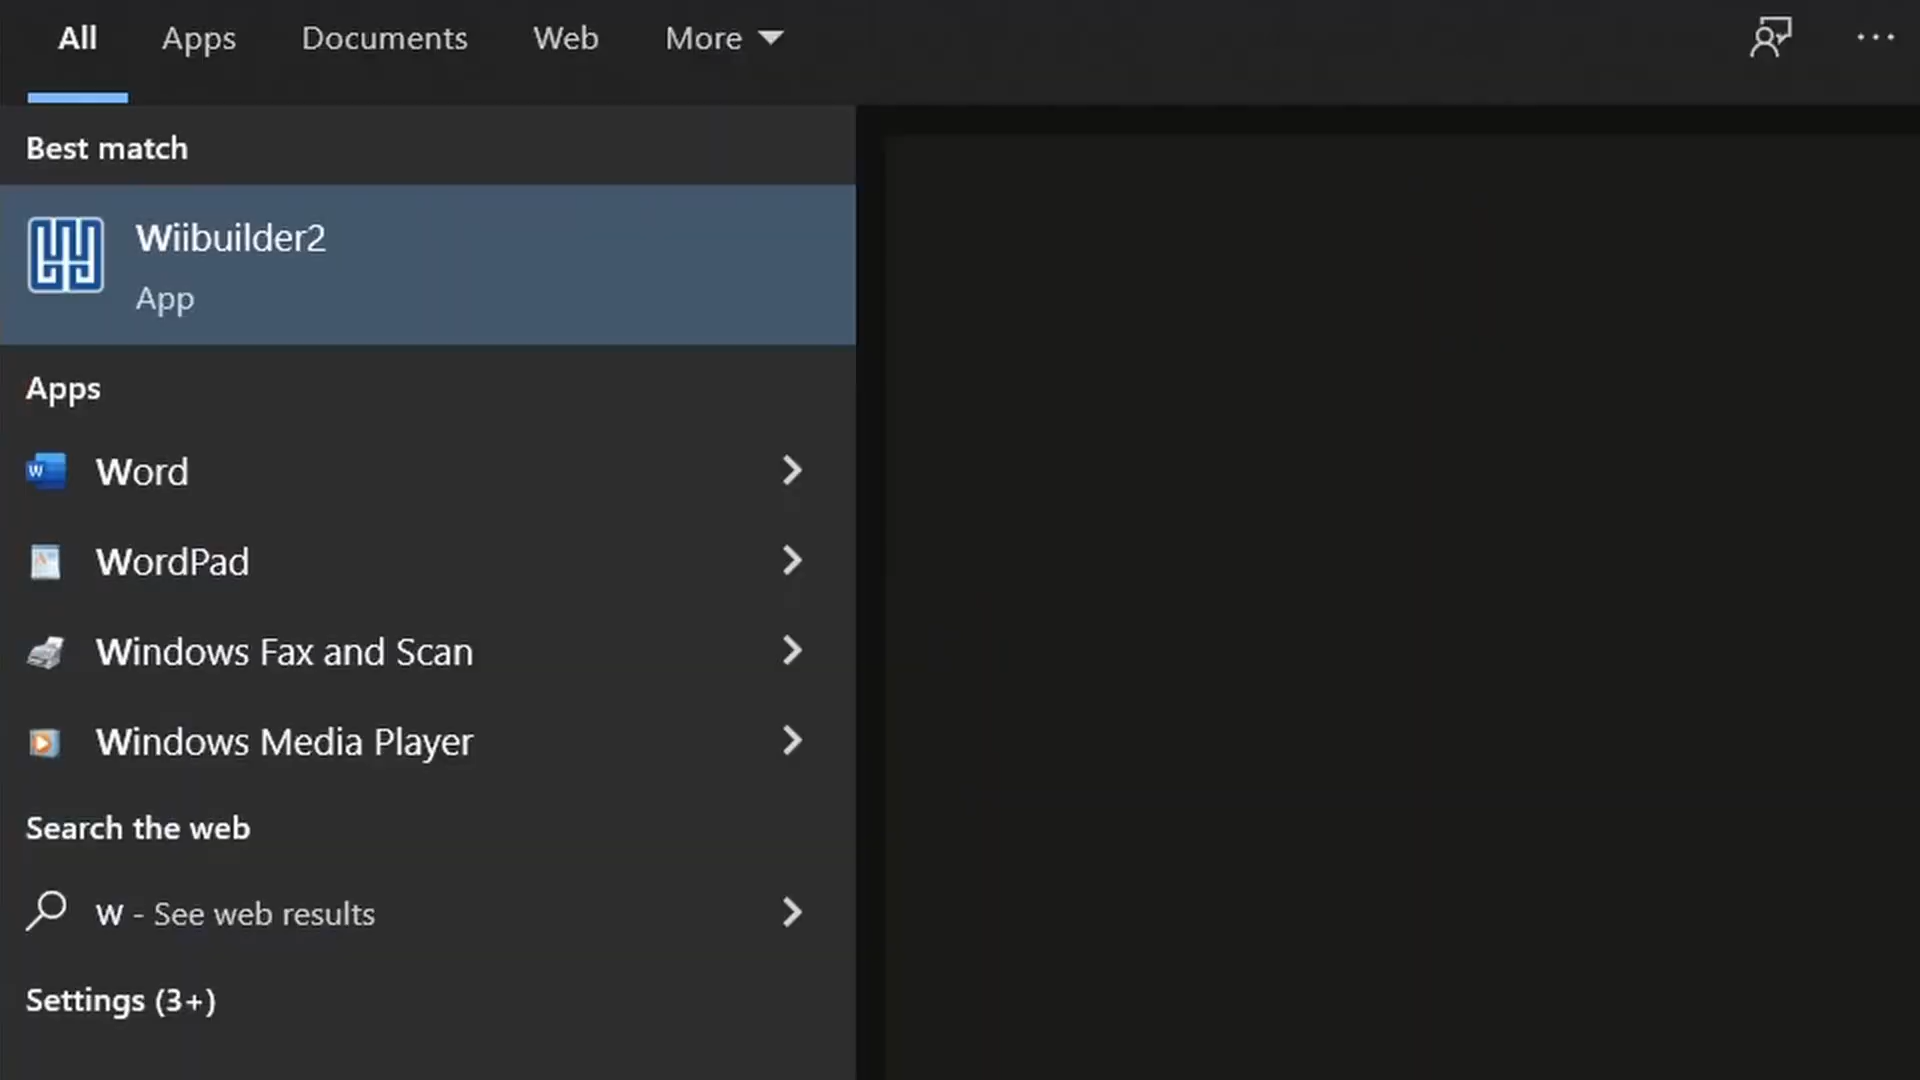 All Apps Documents Web More
Best match
Wiibuilder2
App
Apps
Word
WordPad
Windows Fax and Scan
Windows Media Player
Search the web
w - See web results
Settings (3+)